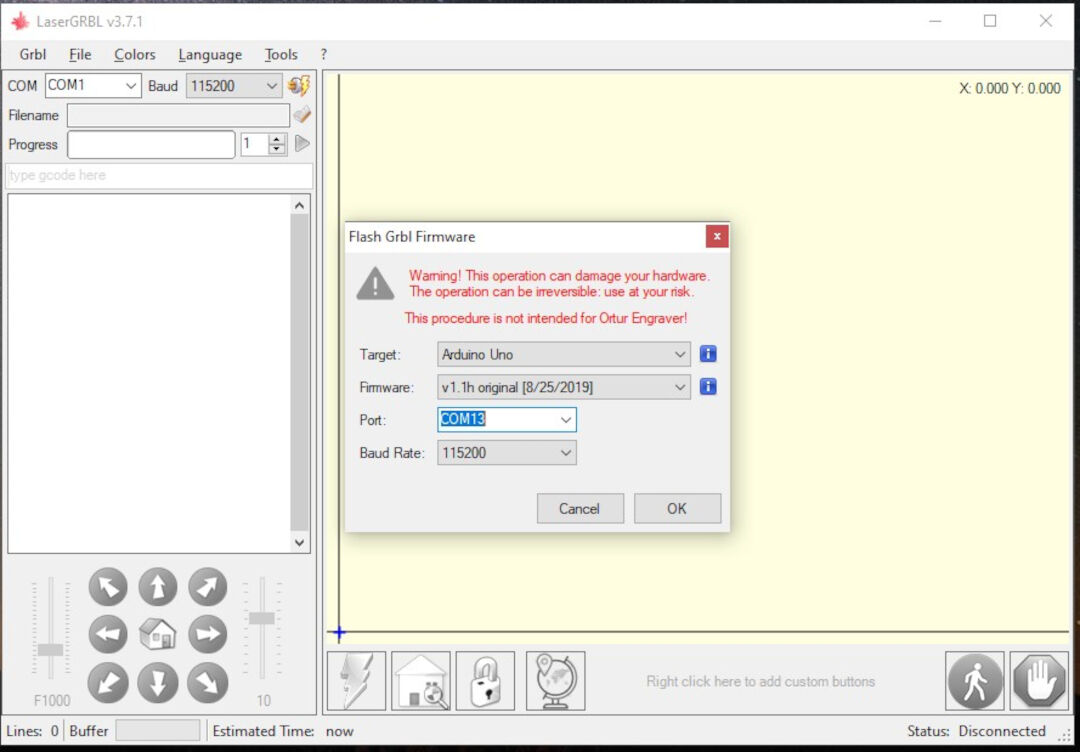 LaserGRBL v3.7.1
Grbl File Colors Language Tools ?
COM COM1 Baud 115200
X: 0.000 Y: 0.000
Filename
Progress 1
type gcode here
Flash Grbl Firmware
Warning! This operation can damage your hardware.
The operation can be irreversible: use at your risk.
This procedure is not intended for Ortur Engraver!
Target: Arduino Uno
Firmware: v1.1h original [8/25/2019]
Port: COM13
Baud Rate: 115200
Cancel OK
F1000 10
Right click here to add custom buttons
Lines: 0 Buffer Estimated Time: now Status: Disconnected